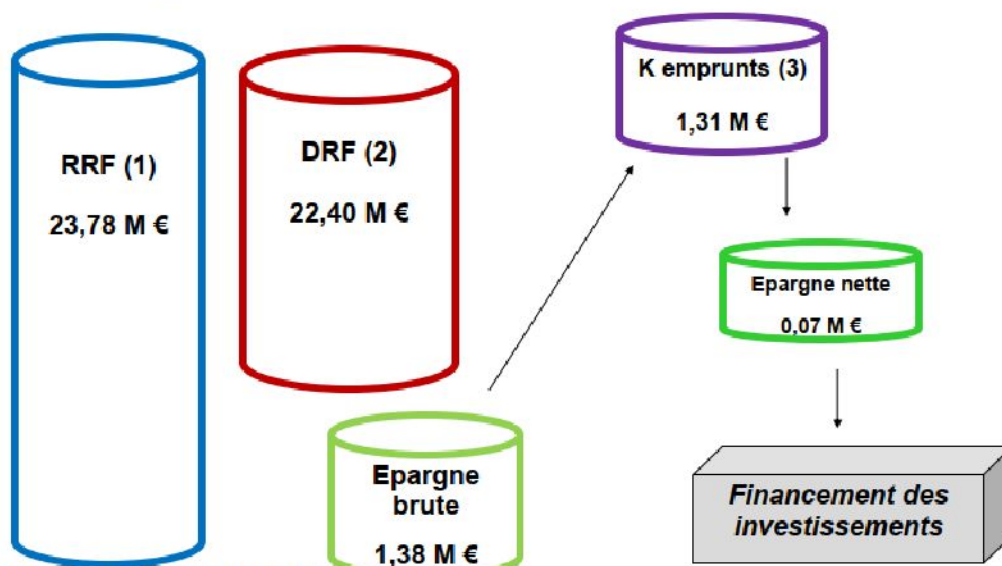 RRF (1)
23,78 M €
DRF (2)
22,40 M €
Epargne
brute
1,38 M €
K emprunts (3)
1,31 M €
Epargne nette
0,07 M €
Financement des
investissements